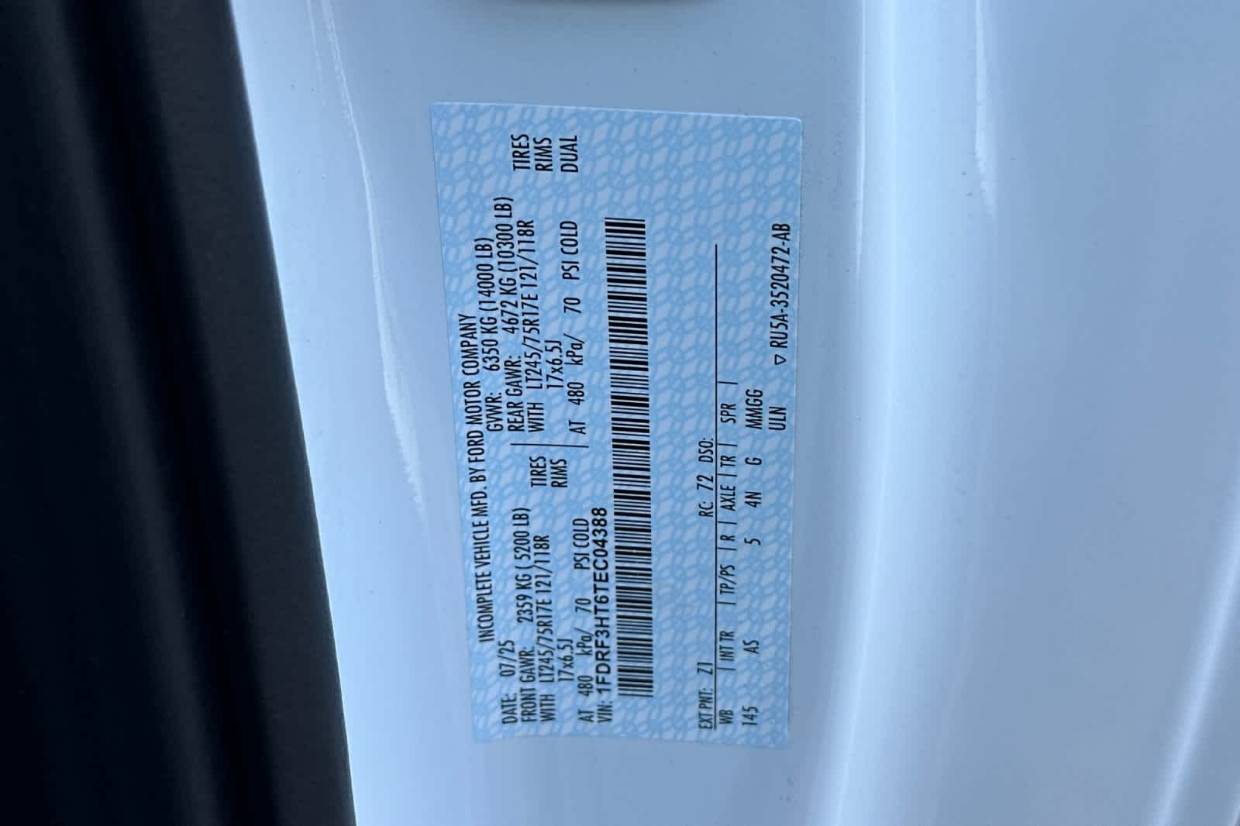 INCOMPLETE VEHICLE MFD. BY FORD MOTOR COMPANY
DATE: 07/25 GVWR: 6350 KG (14000 LB)
FRONT GAWR: 2359 KG ( 5200 LB) REAR GAWR: 4672 KG (10300 LB)
WITH LT245/75R17E 121/118R TIRES WITH LT245/75R17E 121/118R TIRES
17x6.5J RIMS 17x6.5J RIMS
AT 480 kPa/ 70 PSI COLD AT 480 kPa/ 70 PSI COLD DUAL
VIN: 1FDRF3HT6TEC04388
EXT PNT: Z1 RC: 72 DSO:
WB | INT TR | TP/PS | R | AXLE | TR | SPR |
145 AS 5 4N G MMGG
ULN ▽ RU5A-3520472-AB